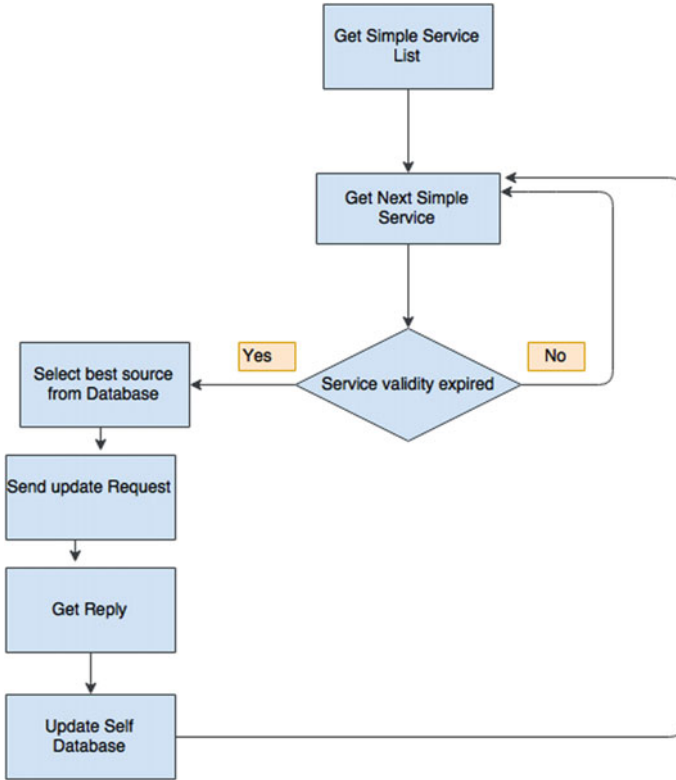 Get Simple Service
List
Get Next Simple
Service
Yes
No
Service validity expired
Select best source
from Database
Send update Request
Get Reply
Update Self
Database